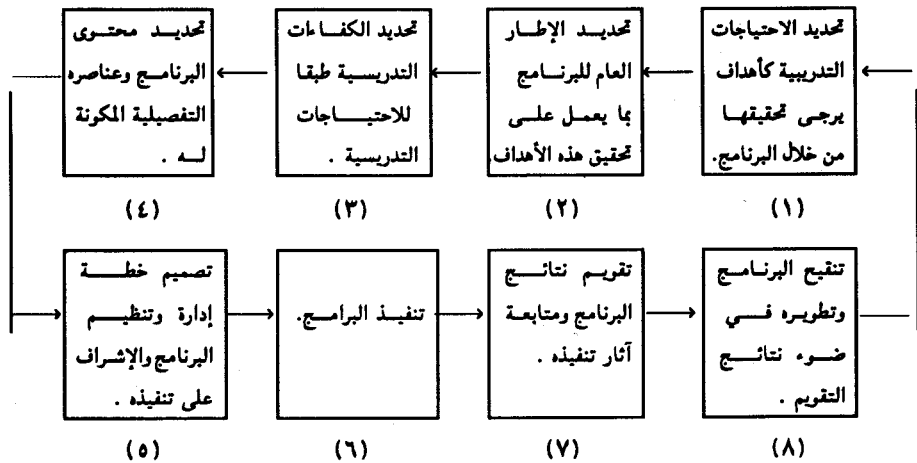 تحديد الاحتياجات
التدريبية كأهداف
يرجى تحقيقها
من خلال البرنامج.
(١)
تحديد الإطار
العام للبرنامج
بما يعمل على
تحقيق هذه الأهداف.
(٢)
تحديد الكفاءات
التدريسية طبقا
للاحتياجات
التدريسية .
(٣)
تحديد محتوى
البرنامج وعناصره
التفصيلية المكونة
له .
(٤)
تصميم خطة
إدارة وتنظيم
البرنامج والإشراف
على تنفيذه .
(٥)
تنفيذ البرامج.
(٦)
تقويم نتائج
البرنامج ومتابعة
آثار تنفيذه .
(٧)
تنقيح البرنامج
وتطويره في
ضوء نتائج
التقويم .
(٨)